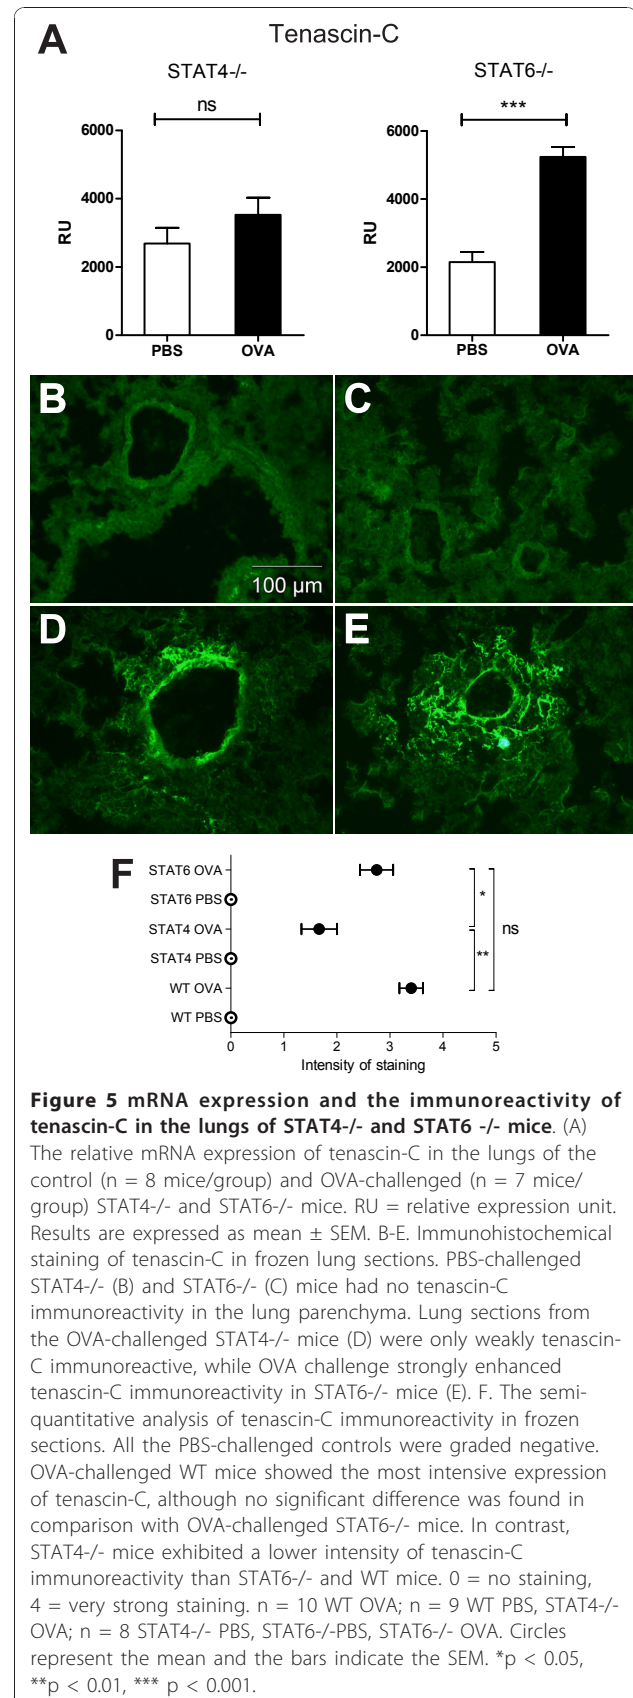 A
Tenascin-C
STAT4-/-
STAT6-/-
ns
***
6000
4000
2000
0
RU
PBS
OVA
6000
4000
2000
0
RU
PBS
OVA
B
C
100 µm
D
E
F
STAT6 OVA
STAT6 PBS
STAT4 OVA
STAT4 PBS
WT OVA
WT PBS
*
**
ns
0 1 2 3 4 5
Intensity of staining
Figure 5 mRNA expression and the immunoreactivity of
tenascin-C in the lungs of STAT4-/- and STAT6 -/- mice. (A)
The relative mRNA expression of tenascin-C in the lungs of the
control (n = 8 mice/group) and OVA-challenged (n = 7 mice/
group) STAT4-/- and STAT6-/- mice. RU = relative expression unit.
Results are expressed as mean ± SEM. B-E. Immunohistochemical
staining of tenascin-C in frozen lung sections. PBS-challenged
STAT4-/- (B) and STAT6-/- (C) mice had no tenascin-C
immunoreactivity in the lung parenchyma. Lung sections from
the OVA-challenged STAT4-/- mice (D) were only weakly tenascin-
C immunoreactive, while OVA challenge strongly enhanced
tenascin-C immunoreactivity in STAT6-/- mice (E). F. The semi-
quantitative analysis of tenascin-C immunoreactivity in frozen
sections. All the PBS-challenged controls were graded negative.
OVA-challenged WT mice showed the most intensive expression
of tenascin-C, although no significant difference was found in
comparison with OVA-challenged STAT6-/- mice. In contrast,
STAT4-/- mice exhibited a lower intensity of tenascin-C
immunoreactivity than STAT6-/- and WT mice. 0 = no staining,
4 = very strong staining. n = 10 WT OVA; n = 9 WT PBS, STAT4-/-
OVA; n = 8 STAT4-/- PBS, STAT6-/-PBS, STAT6-/- OVA. Circles
represent the mean and the bars indicate the SEM. *p < 0.05,
**p < 0.01, *** p < 0.001.